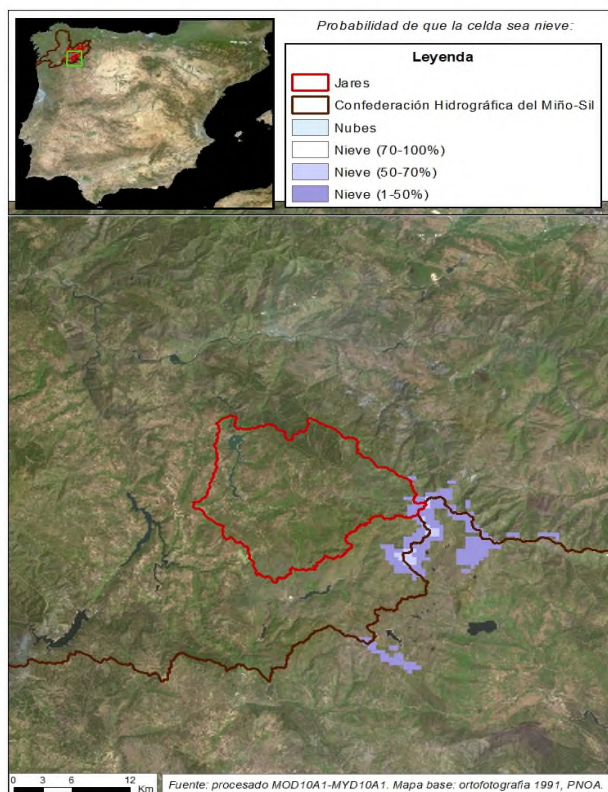 Probabilidad de que la celda sea nieve:
Leyenda
Jares
Confederación Hidrográfica del Miño-Sil
Nubes
Nieve (70-100%)
Nieve (50-70%)
Nieve (1-50%)
0 3 6 12
Km
Fuente: procesado MOD10A1-MYD10A1. Mapa base: ortofotografia 1991, PNOA.